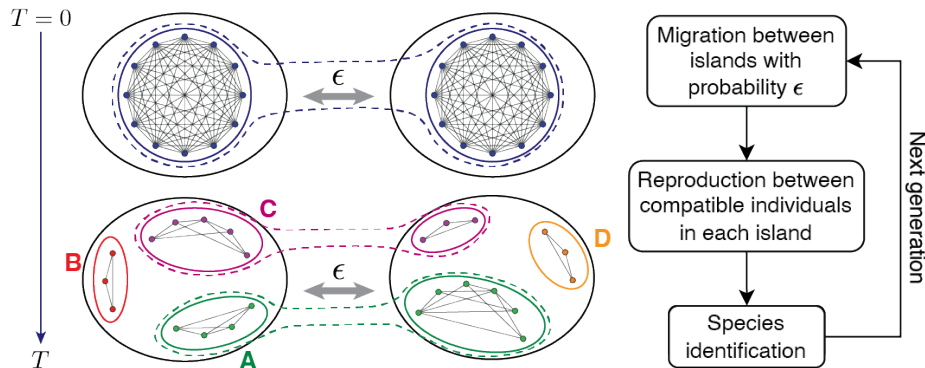 T = 0
ϵ
Migration between
islands with
probability ϵ
Next generation
Reproduction between
compatible individuals
in each island
C
B
D
ϵ
A
Species
identification
T